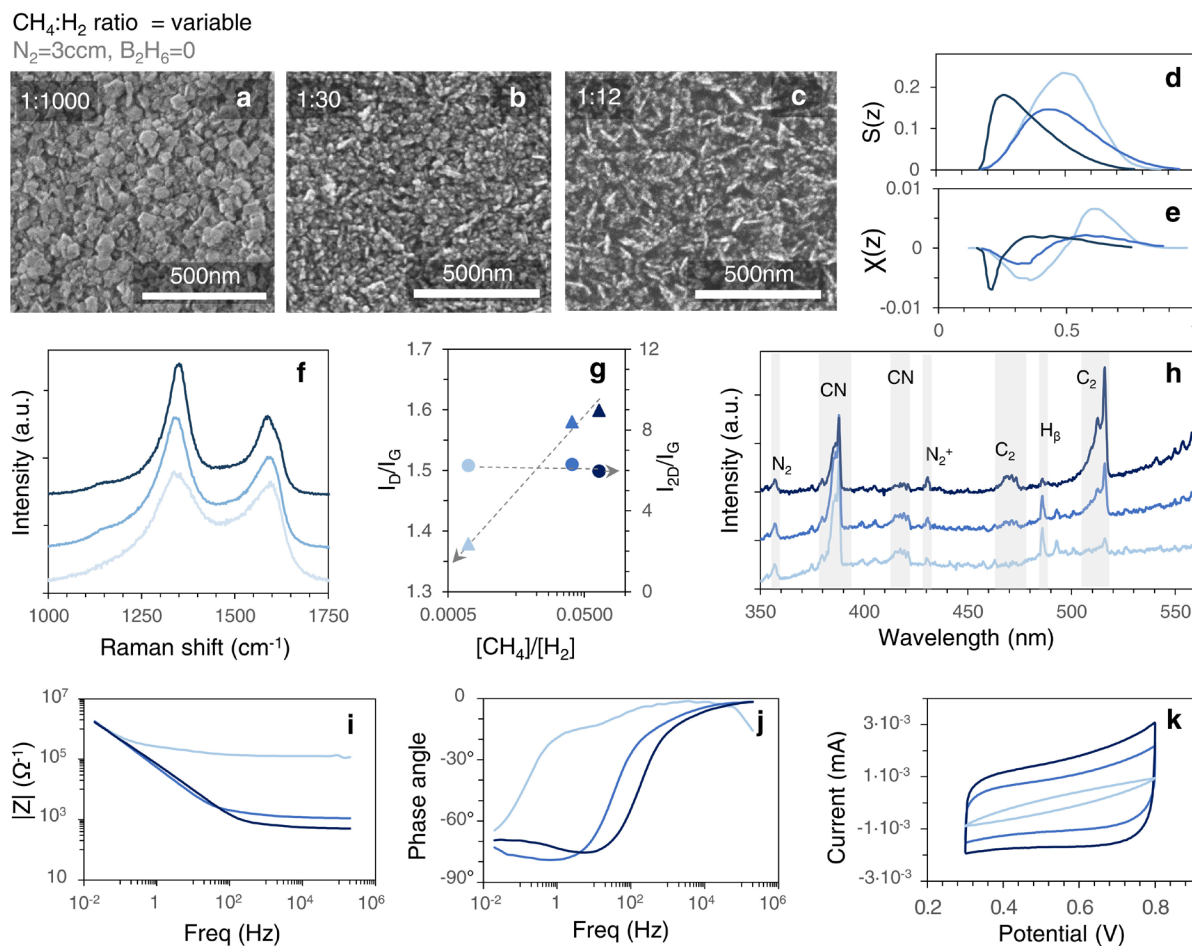 CH₄:H₂ ratio = variable
N₂=3ccm, B₂H₆=0
1:1000
a
500nm
1:30
b
500nm
1:12
c
500nm
d
S(z)
0.2
0.1
0
e
χ(z)
0.01
0
-0.01
0
0.5
f
Intensity (a.u.)
1000
1250
1500
1750
Raman shift (cm⁻¹)
g
I_D/I_G
1.7
1.6
1.5
1.4
1.3
12
10
8
6
4
2
0
I_2D/I_G
0.0005
0.0500
[CH₄]/[H₂]
h
Intensity (a.u.)
N₂
CN
CN
N₂⁺
C₂
H_β
C₂
350
400
450
500
550
Wavelength (nm)
i
|Z| (Ω⁻¹)
10⁷
10⁵
10³
10
10⁻²
1
10²
10⁴
10⁶
Freq (Hz)
j
Phase angle
0
-30°
-60°
-90°
10⁻²
1
10²
10⁴
10⁶
Freq (Hz)
k
Current (mA)
3·10⁻³
1·10⁻³
-1·10⁻³
-3·10⁻³
0.2
0.4
0.6
0.8
Potential (V)